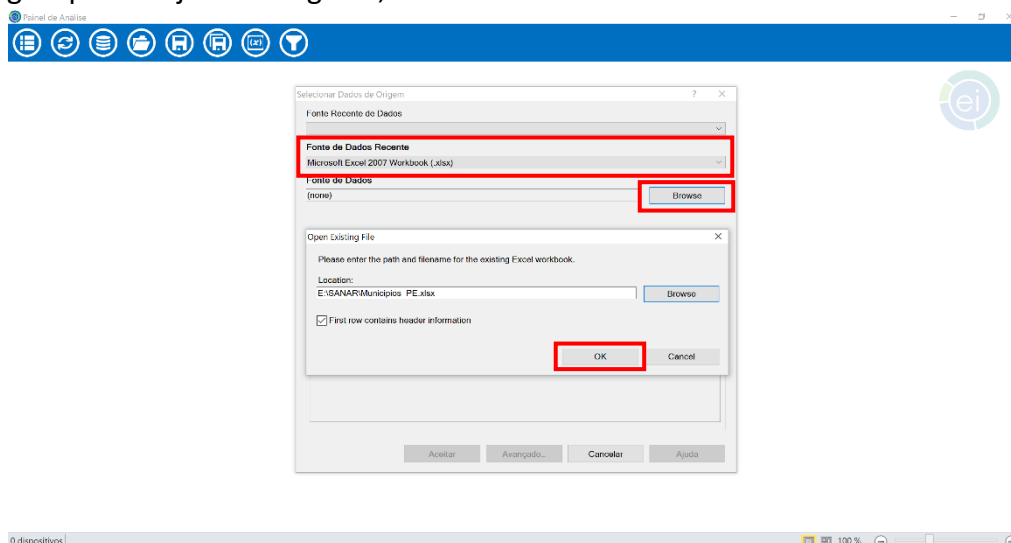 Painel de Análise
Selecionar Dados de Origem
Fonte Recente de Dados
Fonte de Dados Recente
Microsoft Excel 2007 Workbook (.xlsx)
Fonte de Dados
(none)
Browse
Open Existing File
Please enter the path and filename for the existing Excel workbook.
Location:
E:\SANAR\Municipios PE.xlsx
Browse
First row contains header information
OK
Cancel
Aceitar
Avançado...
Cancelar
Ajuda
ei
0 dispositivos
100 %